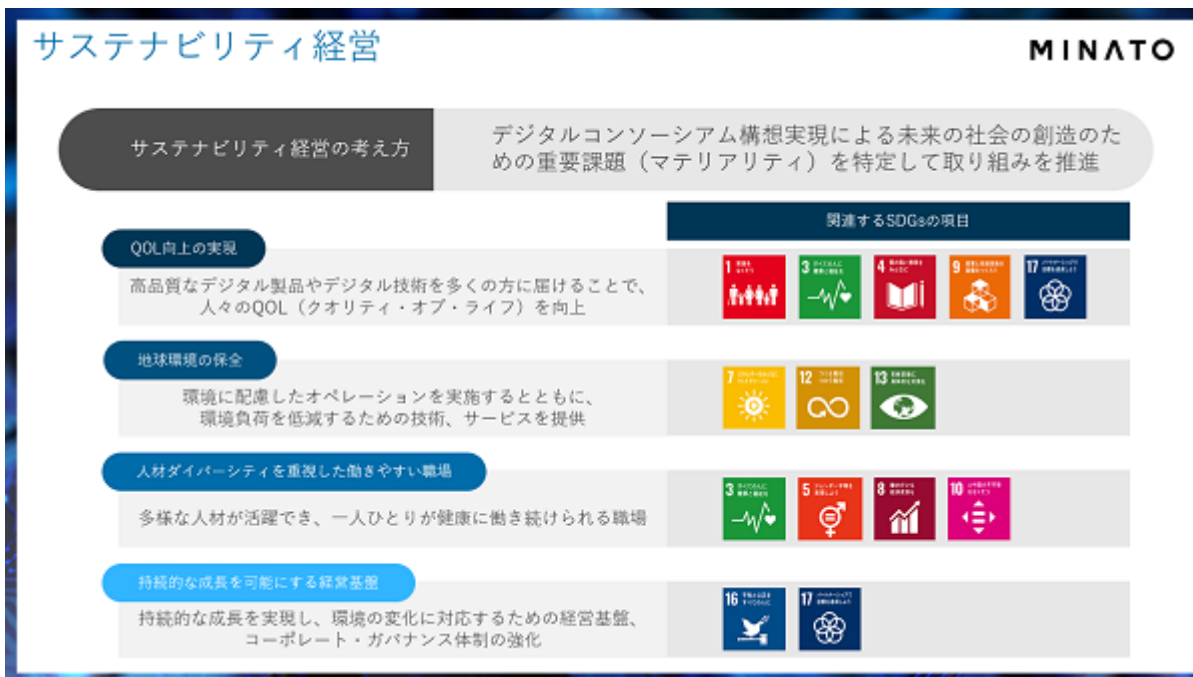 サステナビリティ経営
MINATO
サステナビリティ経営の考え方
デジタルコンソーシアム構想実現による未来の社会の創造のた
めの重要課題（マテリアリティ）を特定して取り組みを推進
関連するSDGsの項目
QOL向上の実現
高品質なデジタル製品やデジタル技術を多くの方に届けることで、
人々のQOL（クオリティ・オブ・ライフ）を向上
1
3
4
9
17
地球環境の保全
環境に配慮したオペレーションを実施するとともに、
環境負荷を低減するための技術、サービスを提供
7
12
13
人材ダイバーシティを重視した働きやすい職場
多様な人材が活躍でき、一人ひとりが健康に働き続けられる職場
3
5
8
10
持続的な成長を可能にする経営基盤
持続的な成長を実現し、環境の変化に対応するための経営基盤、
コーポレート・ガバナンス体制の強化
16
17